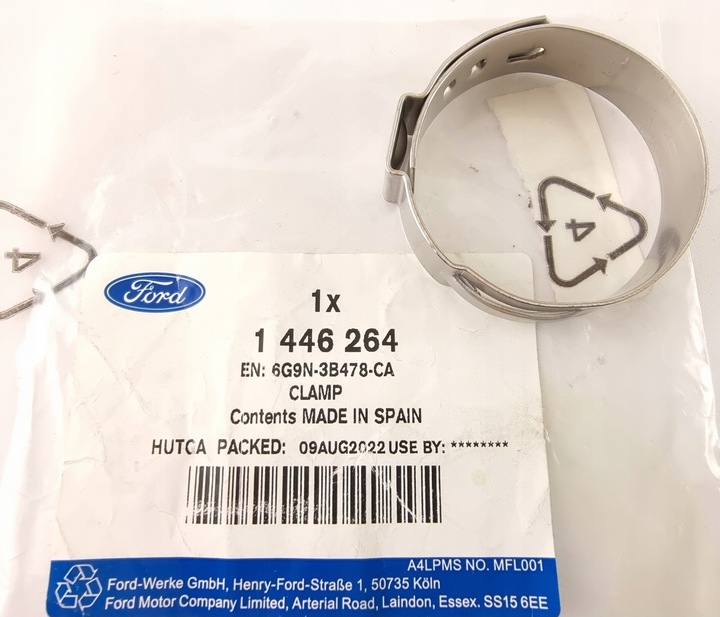 4
4
Ford
1x
1 446 264
EN: 6G9N-3B478-CA
CLAMP
Contents MADE IN SPAIN
HUTCA PACKED: 09AUG2022 USE BY: ********
A4LPMS NO. MFL001
Ford-Werke GmbH, Henry-Ford-Straße 1, 50735 Köln
Ford Motor Company Limited, Arterial Road, Laindon, Essex. SS15 6EE